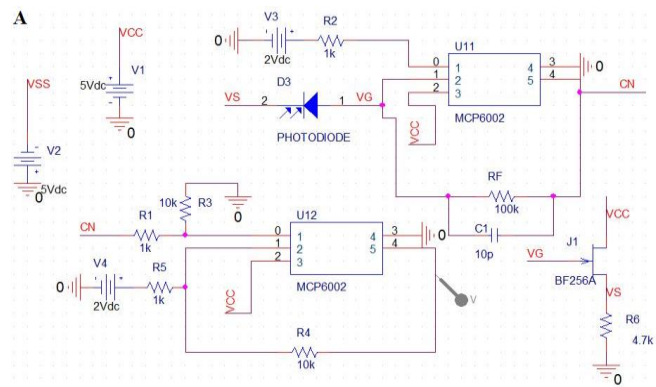 A
VCC
VSS
5Vdc
V1
0
V2
5Vdc
0
V3
0
2Vdc
R2
1k
U11
0
1
2
1
2
3
4
5
3
4
0
CN
MCP6002
D3
VS
2
1
VG
PHOTODIODE
VCC
RF
100k
C1
10p
10k
R3
0
CN
R1
1k
U12
0
1
2
1
2
3
4
5
3
4
0
MCP6002
VCC
V4
0
2Vdc
R5
1k
V
R4
10k
VCC
J1
VG
BF256A
VS
R6
4.7k
0